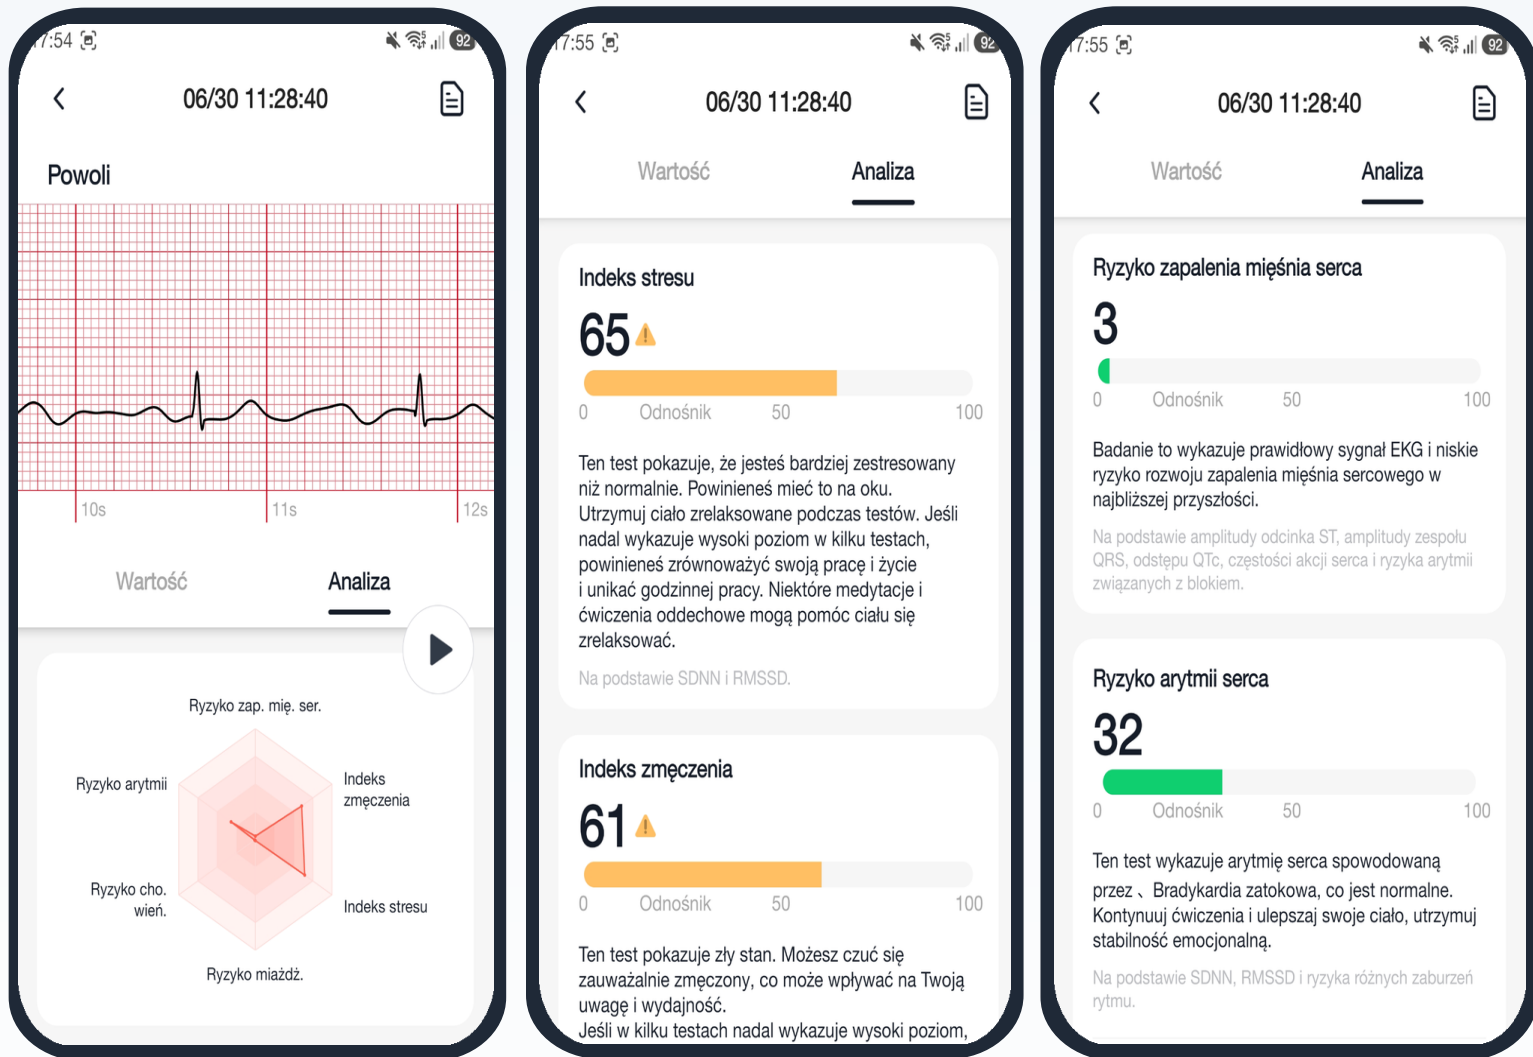 7:54
92
06/30 11:28:40
Powoli
10s
11s
12s
Wartość
Analiza
Ryzyko zap. mię. ser.
Ryzyko arytmii
Indeks
zmęczenia
Ryzyko cho.
wień.
Indeks stresu
Ryzyko miażdż.
7:55
92
06/30 11:28:40
Wartość
Analiza
Indeks stresu
65
0 Odnośnik 50 100
Ten test pokazuje, że jesteś bardziej zestresowany
niż normalnie. Powinieneś mieć to na oku.
Utrzymuj ciało zrelaksowane podczas testów. Jeśli
nadal wykazuje wysoki poziom w kilku testach,
powinieneś zrównoważyć swoją pracę i życie
i unikać godzinnej pracy. Niektóre medytacje i
ćwiczenia oddechowe mogą pomóc ciału się
zrelaksować.
Na podstawie SDNN i RMSSD.
Indeks zmęczenia
61
0 Odnośnik 50 100
Ten test pokazuje zły stan. Możesz czuć się
zauważalnie zmęczony, co może wpływać na Twoją
uwagę i wydajność.
Jeśli w kilku testach nadal wykazuje wysoki poziom,
7:55
92
06/30 11:28:40
Wartość
Analiza
Ryzyko zapalenia mięśnia serca
3
0 Odnośnik 50 100
Badanie to wykazuje prawidłowy sygnał EKG i niskie
ryzyko rozwoju zapalenia mięśnia sercowego w
najbliższej przyszłości.
Na podstawie amplitudy odcinka ST, amplitudy zespołu
QRS, odstępu QTc, częstości akcji serca i ryzyka arytmii
związanych z blokiem.
Ryzyko arytmii serca
32
0 Odnośnik 50 100
Ten test wykazuje arytmię serca spowodowaną
przez 、 Bradykardia zatokowa, co jest normalne.
Kontynuuj ćwiczenia i ulepszaj swoje ciało, utrzymuj
stabilność emocjonalną.
Na podstawie SDNN, RMSSD i ryzyka różnych zaburzeń
rytmu.